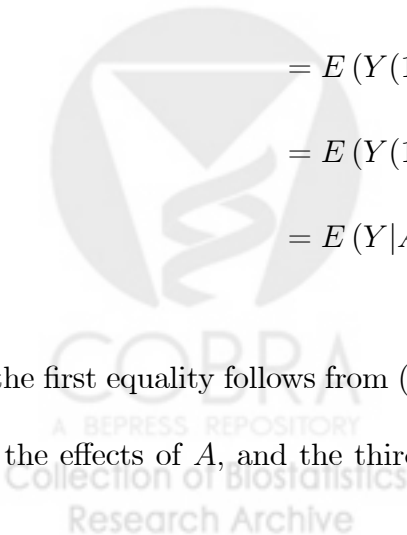 = E (Y(1
= E (Y(1
= E (Y|A
COBRA
the first equality follows from (
A BEPRESS REPOSITORY
the effects of A, and the third
Collection of Biostatistics
Research Archive